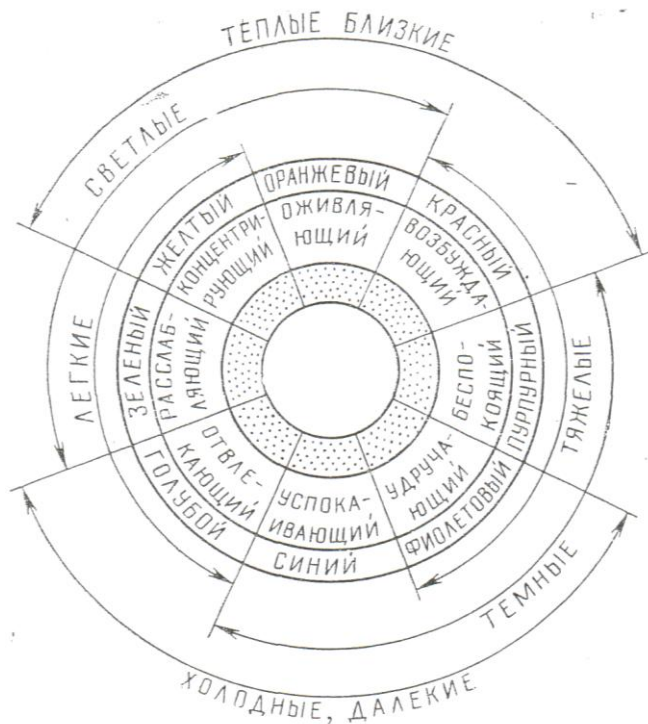 ТЕПЛЫЕ БЛИЗКИЕ
СВЕТЛЫЕ
ЛЕГКИЕ
ОРАНЖЕВЫЙ
ОЖИВЛЯ-
ЮЩИЙ
КРАСНЫЙ
ВОЗБУЖДА-
ЮЩИЙ
ПУРПУРНЫЙ
БЕСПО-
КОЯЩИЙ
ФИОЛЕТОВЫЙ
УДРУЧА-
ЮЩИЙ
СИНИЙ
УСПОКА-
ИВАЮЩИЙ
ГОЛУБОЙ
ОТВЛЕ-
КАЮЩИЙ
ЗЕЛЕНЫЙ
РАССЛАБ-
ЛЯЮЩИЙ
ЖЕЛТЫЙ
КОНЦЕНТРИ-
РУЮЩИЙ
ТЯЖЕЛЫЕ
ТЕМНЫЕ
ХОЛОДНЫЕ, ДАЛЕКИЕ